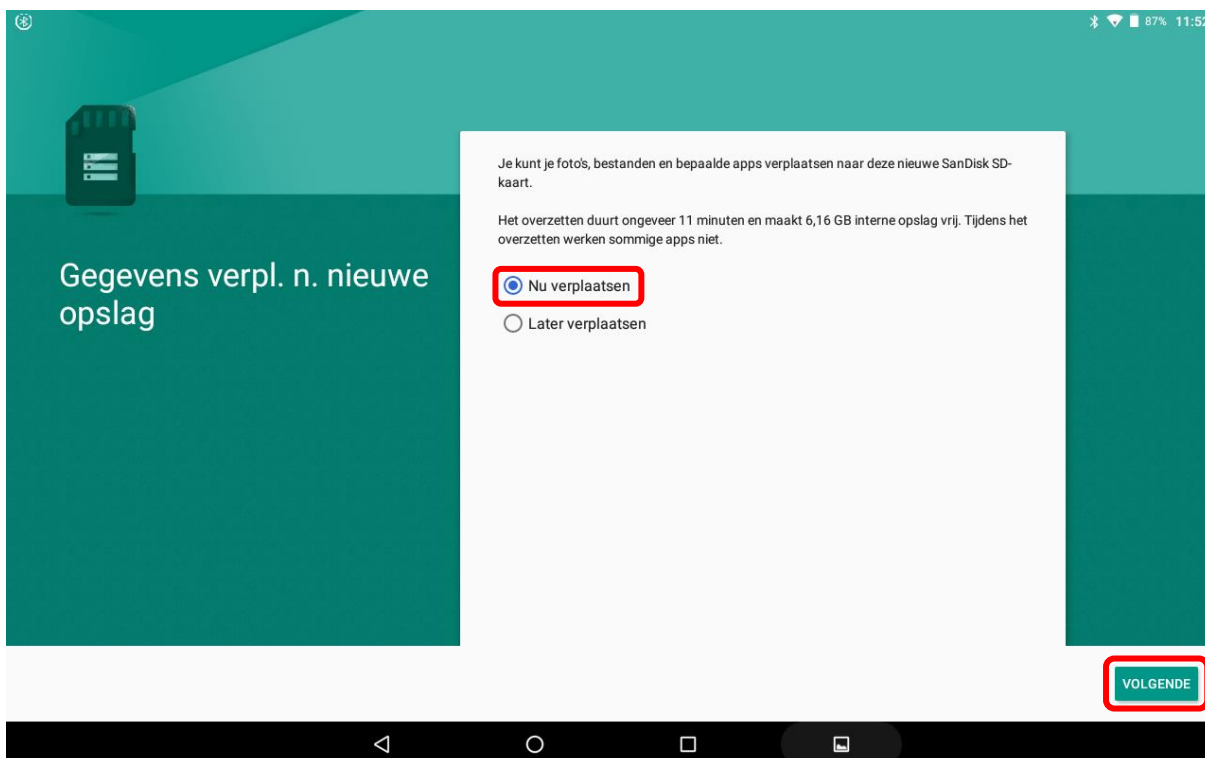 87% 11:52
Je kunt je foto's, bestanden en bepaalde apps verplaatsen naar deze nieuwe SanDisk SD-
kaart.
Het overzetten duurt ongeveer 11 minuten en maakt 6,16 GB interne opslag vrij. Tijdens het
overzetten werken sommige apps niet.
Gegevens verpl. n. nieuwe
opslag
Nu verplaatsen
Later verplaatsen
VOLGENDE